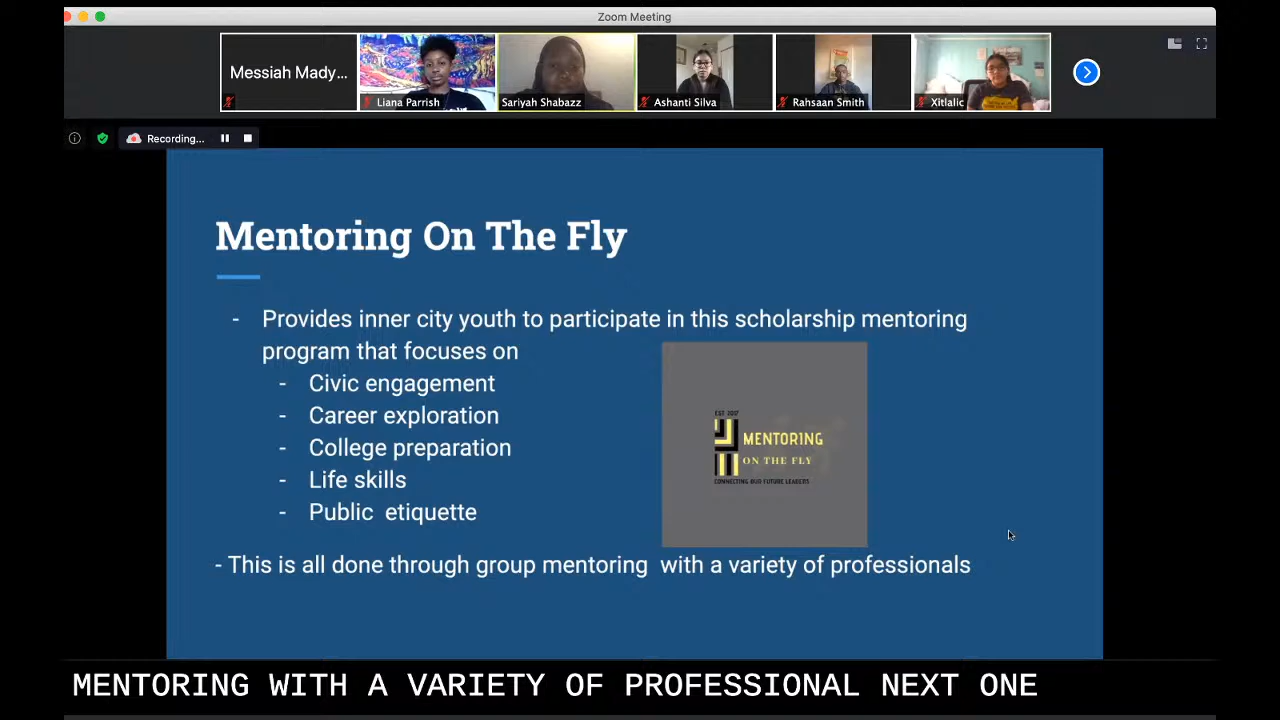 Zoom Meeting
Messiah Mady...
Liana Parrish
Sariyah Shabazz
Ashanti Silva
Rahsaan Smith
Xitlalic
Recording...
Mentoring On The Fly
- Provides inner city youth to participate in this scholarship mentoring
program that focuses on
- Civic engagement
- Career exploration
- College preparation
- Life skills
- Public etiquette
EST 2017
MENTORING
ON THE FLY
CONNECTING OUR FUTURE LEADERS
- This is all done through group mentoring with a variety of professionals
MENTORING WITH A VARIETY OF PROFESSIONAL NEXT ONE